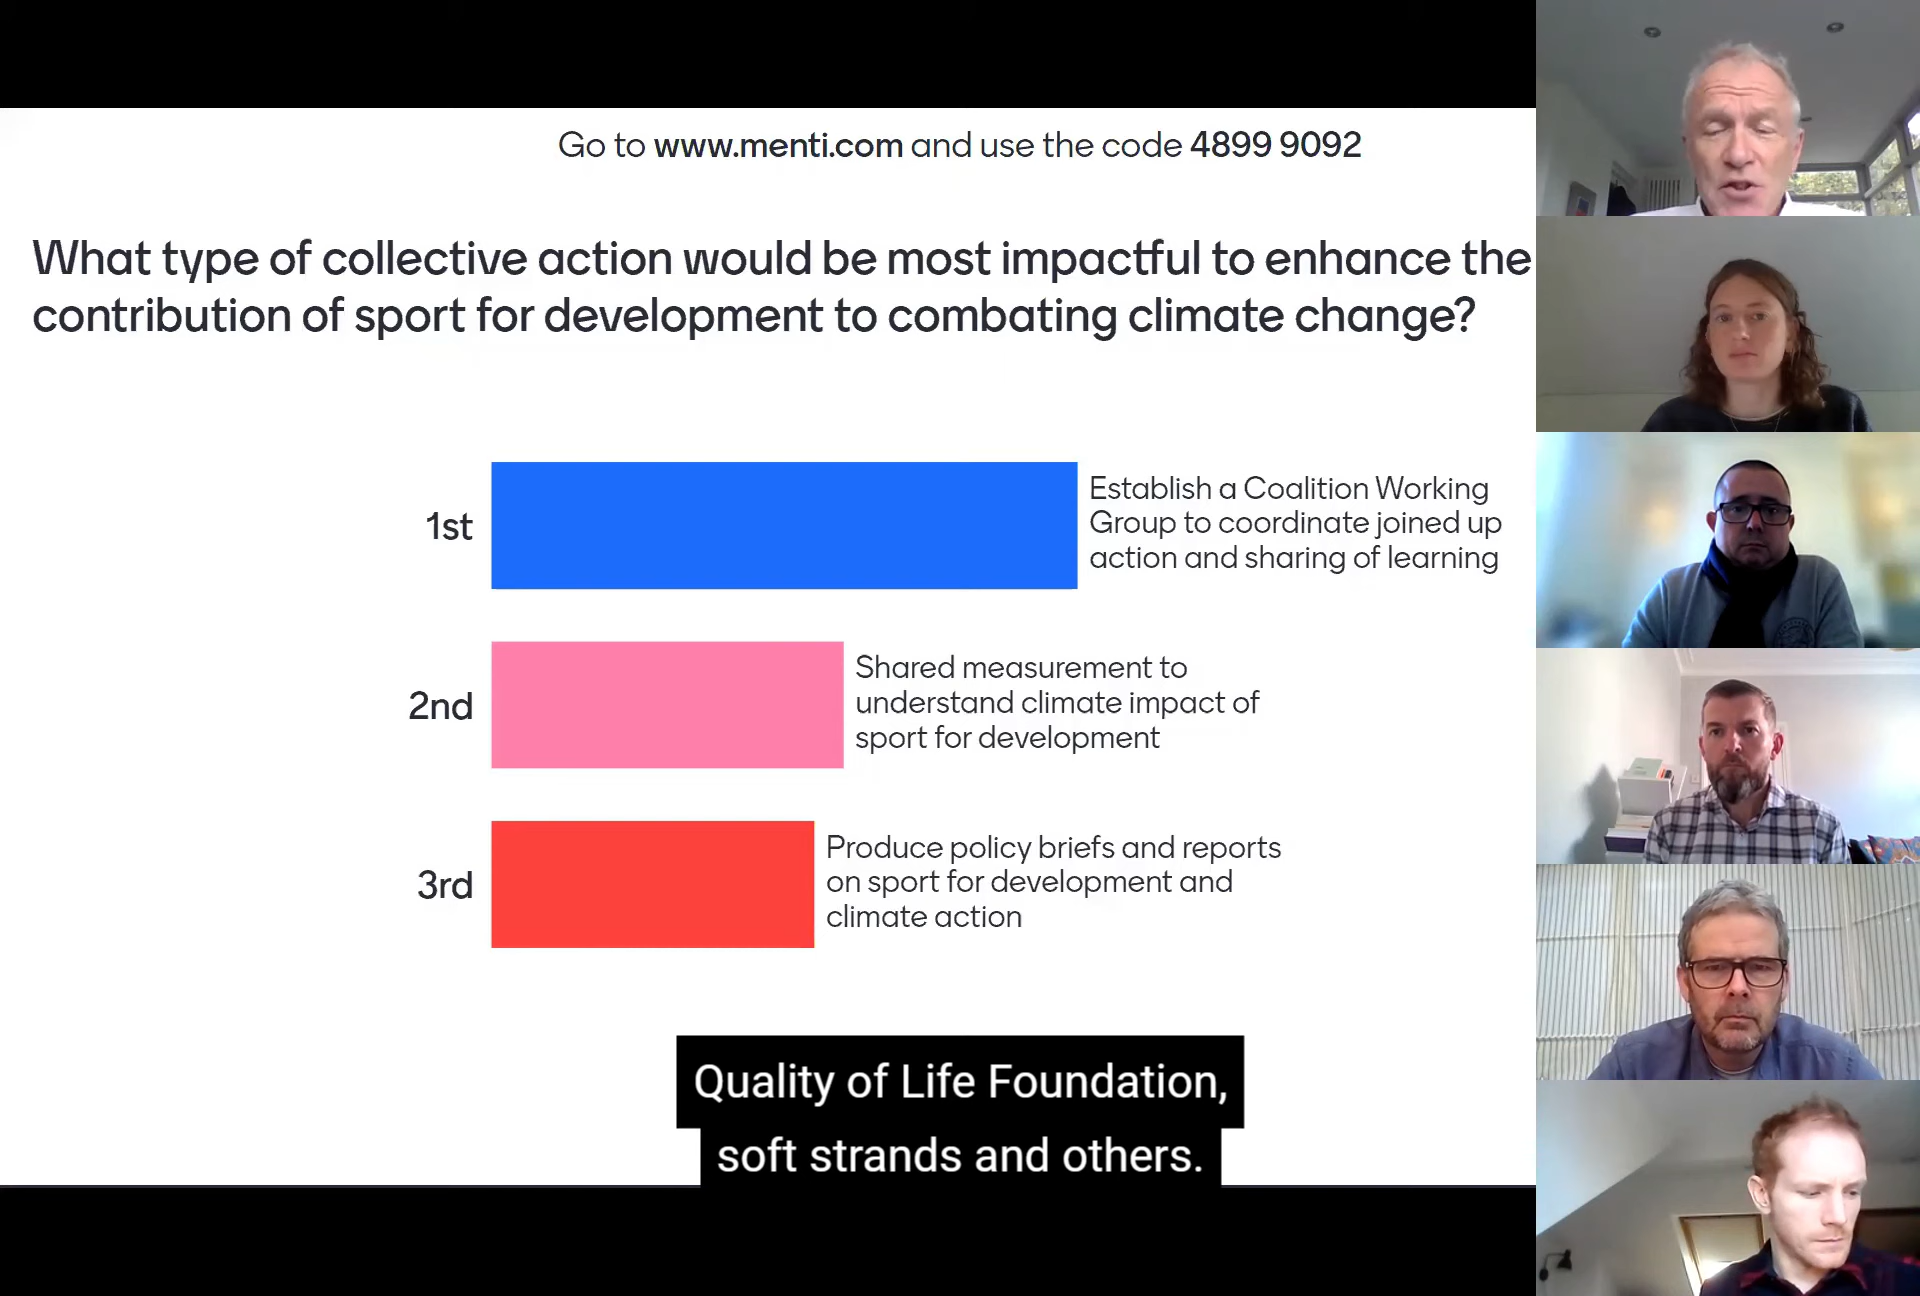 Go to www.menti.com and use the code 4899 9092
What type of collective action would be most impactful to enhance the
contribution of sport for development to combating climate change?
1st
Establish a Coalition Working
Group to coordinate joined up
action and sharing of learning
2nd
Shared measurement to
understand climate impact of
sport for development
3rd
Produce policy briefs and reports
on sport for development and
climate action
Quality of Life Foundation,
soft strands and others.